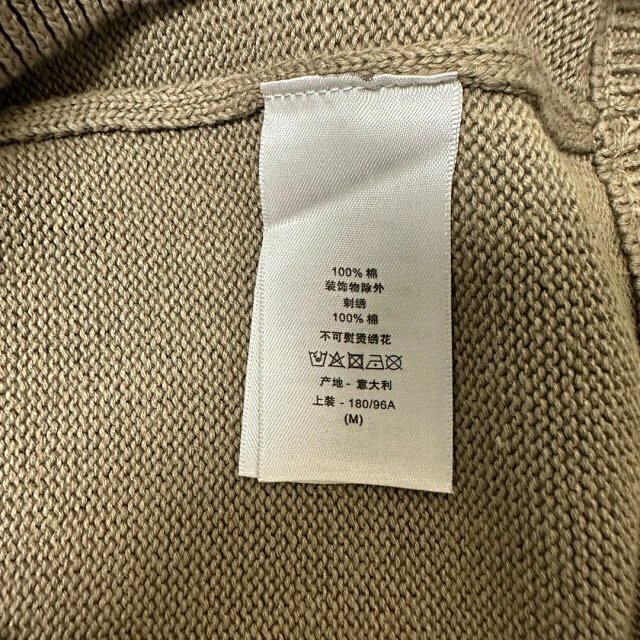 100% 棉
装饰物除外
刺绣
100% 棉
不可熨烫绣花
产地 - 意大利
上装 - 180/96A
(M)